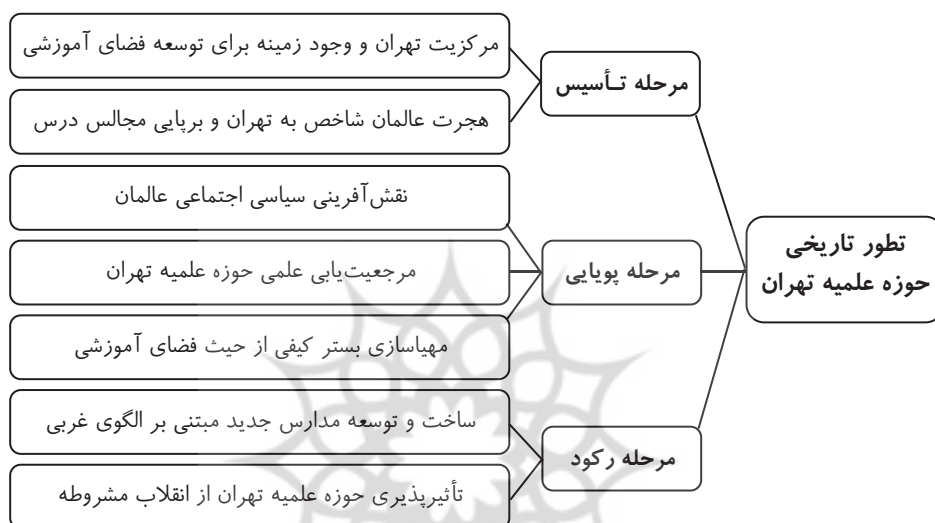 تطور تاریخی
حوزه علمیه تهران
مرحله تـأسیس
مرکزیت تهران و وجود زمینه برای توسعه فضای آموزشی
هجرت عالمان شاخص به تهران و برپایی مجالس درس
مرحله پویایی
نقش‌آفرینی سیاسی اجتماعی عالمان
مرجعیت‌یابی علمی حوزه علمیه تهران
مهیاسازی بستر کیفی از حیث فضای آموزشی
مرحله رکود
ساخت و توسعه مدارس جدید مبتنی بر الگوی غربی
تأثیرپذیری حوزه علمیه تهران از انقلاب مشروطه